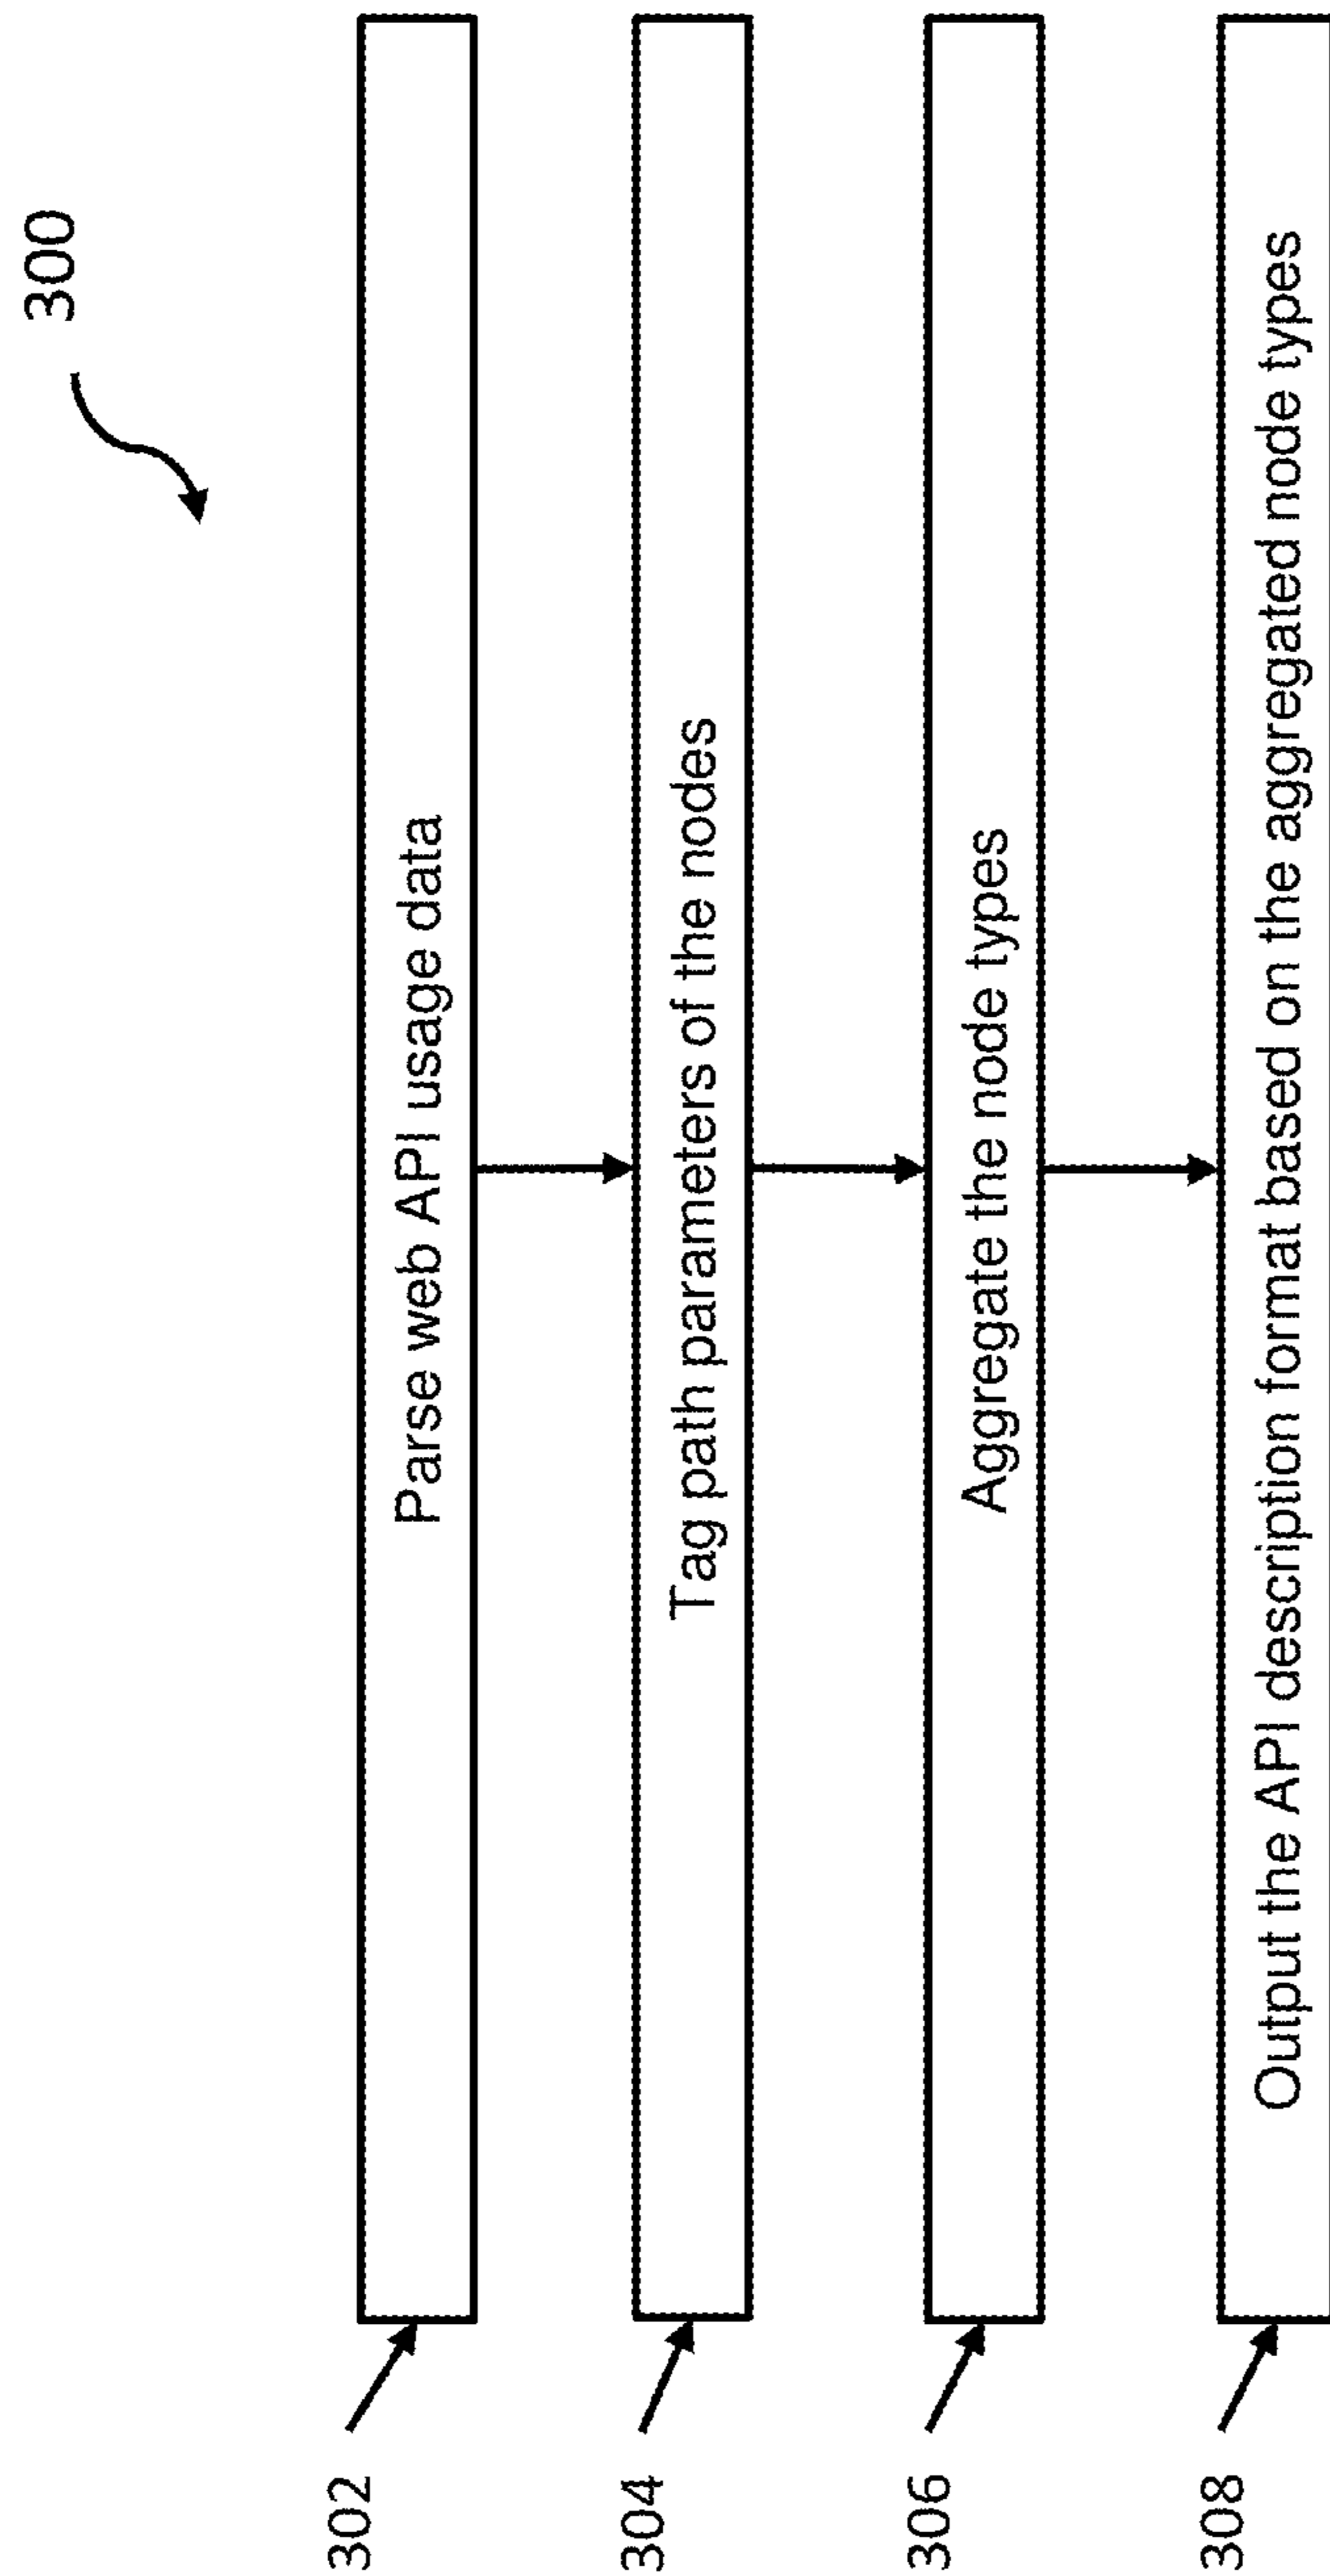 300
302
Parse web API usage data
304
Tag path parameters of the nodes
306
Aggregate the node types
308
Output the API description format based on the aggregated node types